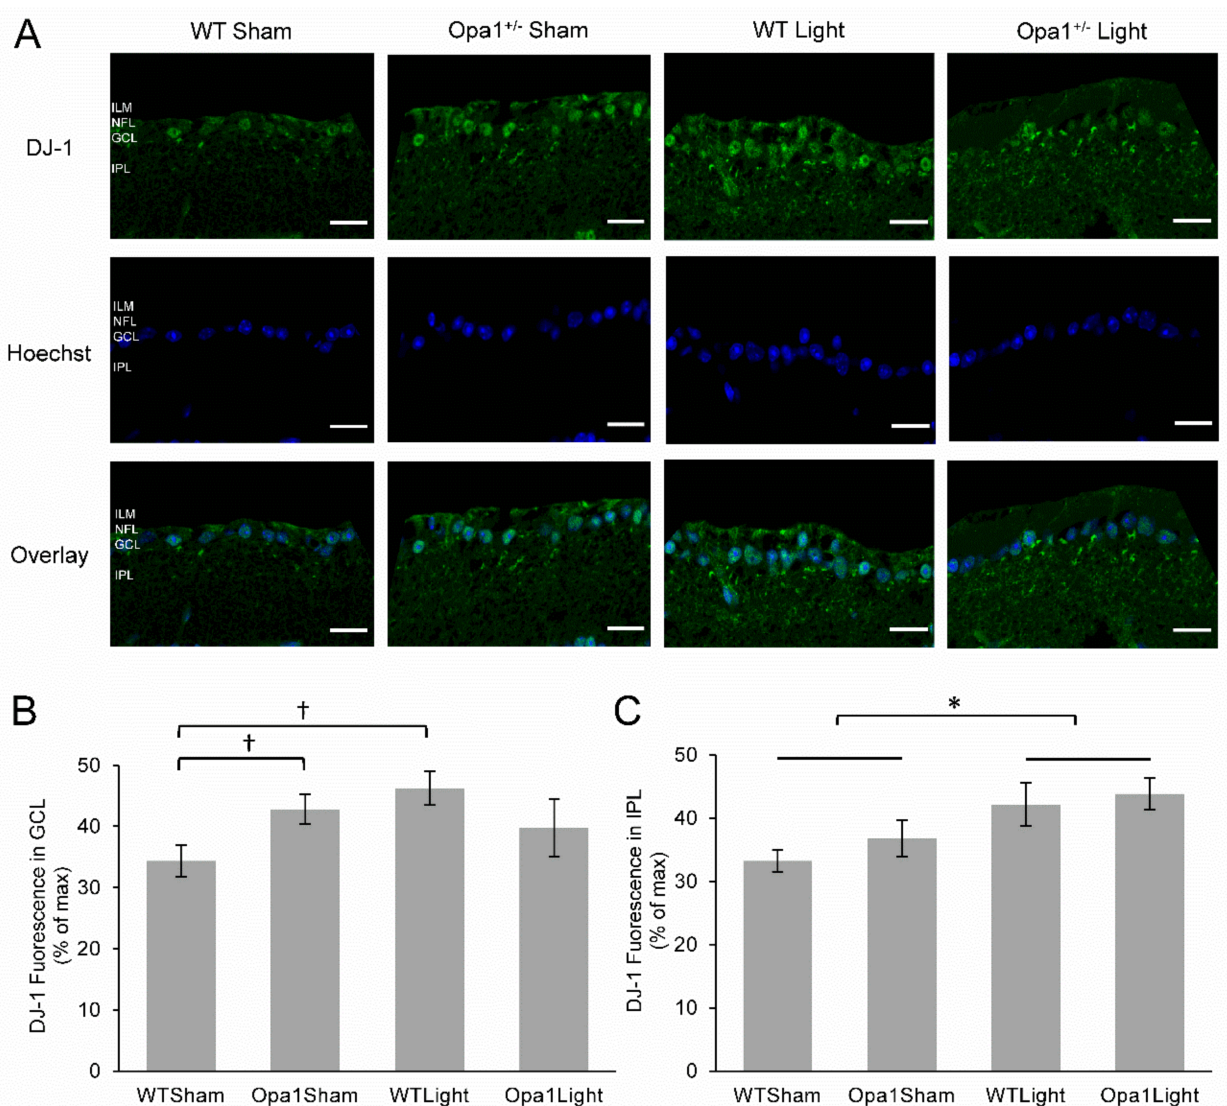 A
WT Sham
Opa1+/- Sham
WT Light
Opa1+/- Light
DJ-1
ILM
NFL
GCL
IPL
Hoechst
ILM
NFL
GCL
IPL
Overlay
ILM
NFL
GCL
IPL
B
†
†
DJ-1 Fuorescence in GCL
(% of max)
50
40
30
20
10
0
WTSham
Opa1Sham
WTLight
Opa1Light
C
*
DJ-1 Fuorescence in IPL
(% of max)
50
40
30
20
10
0
WTSham
Opa1Sham
WTLight
Opa1Light